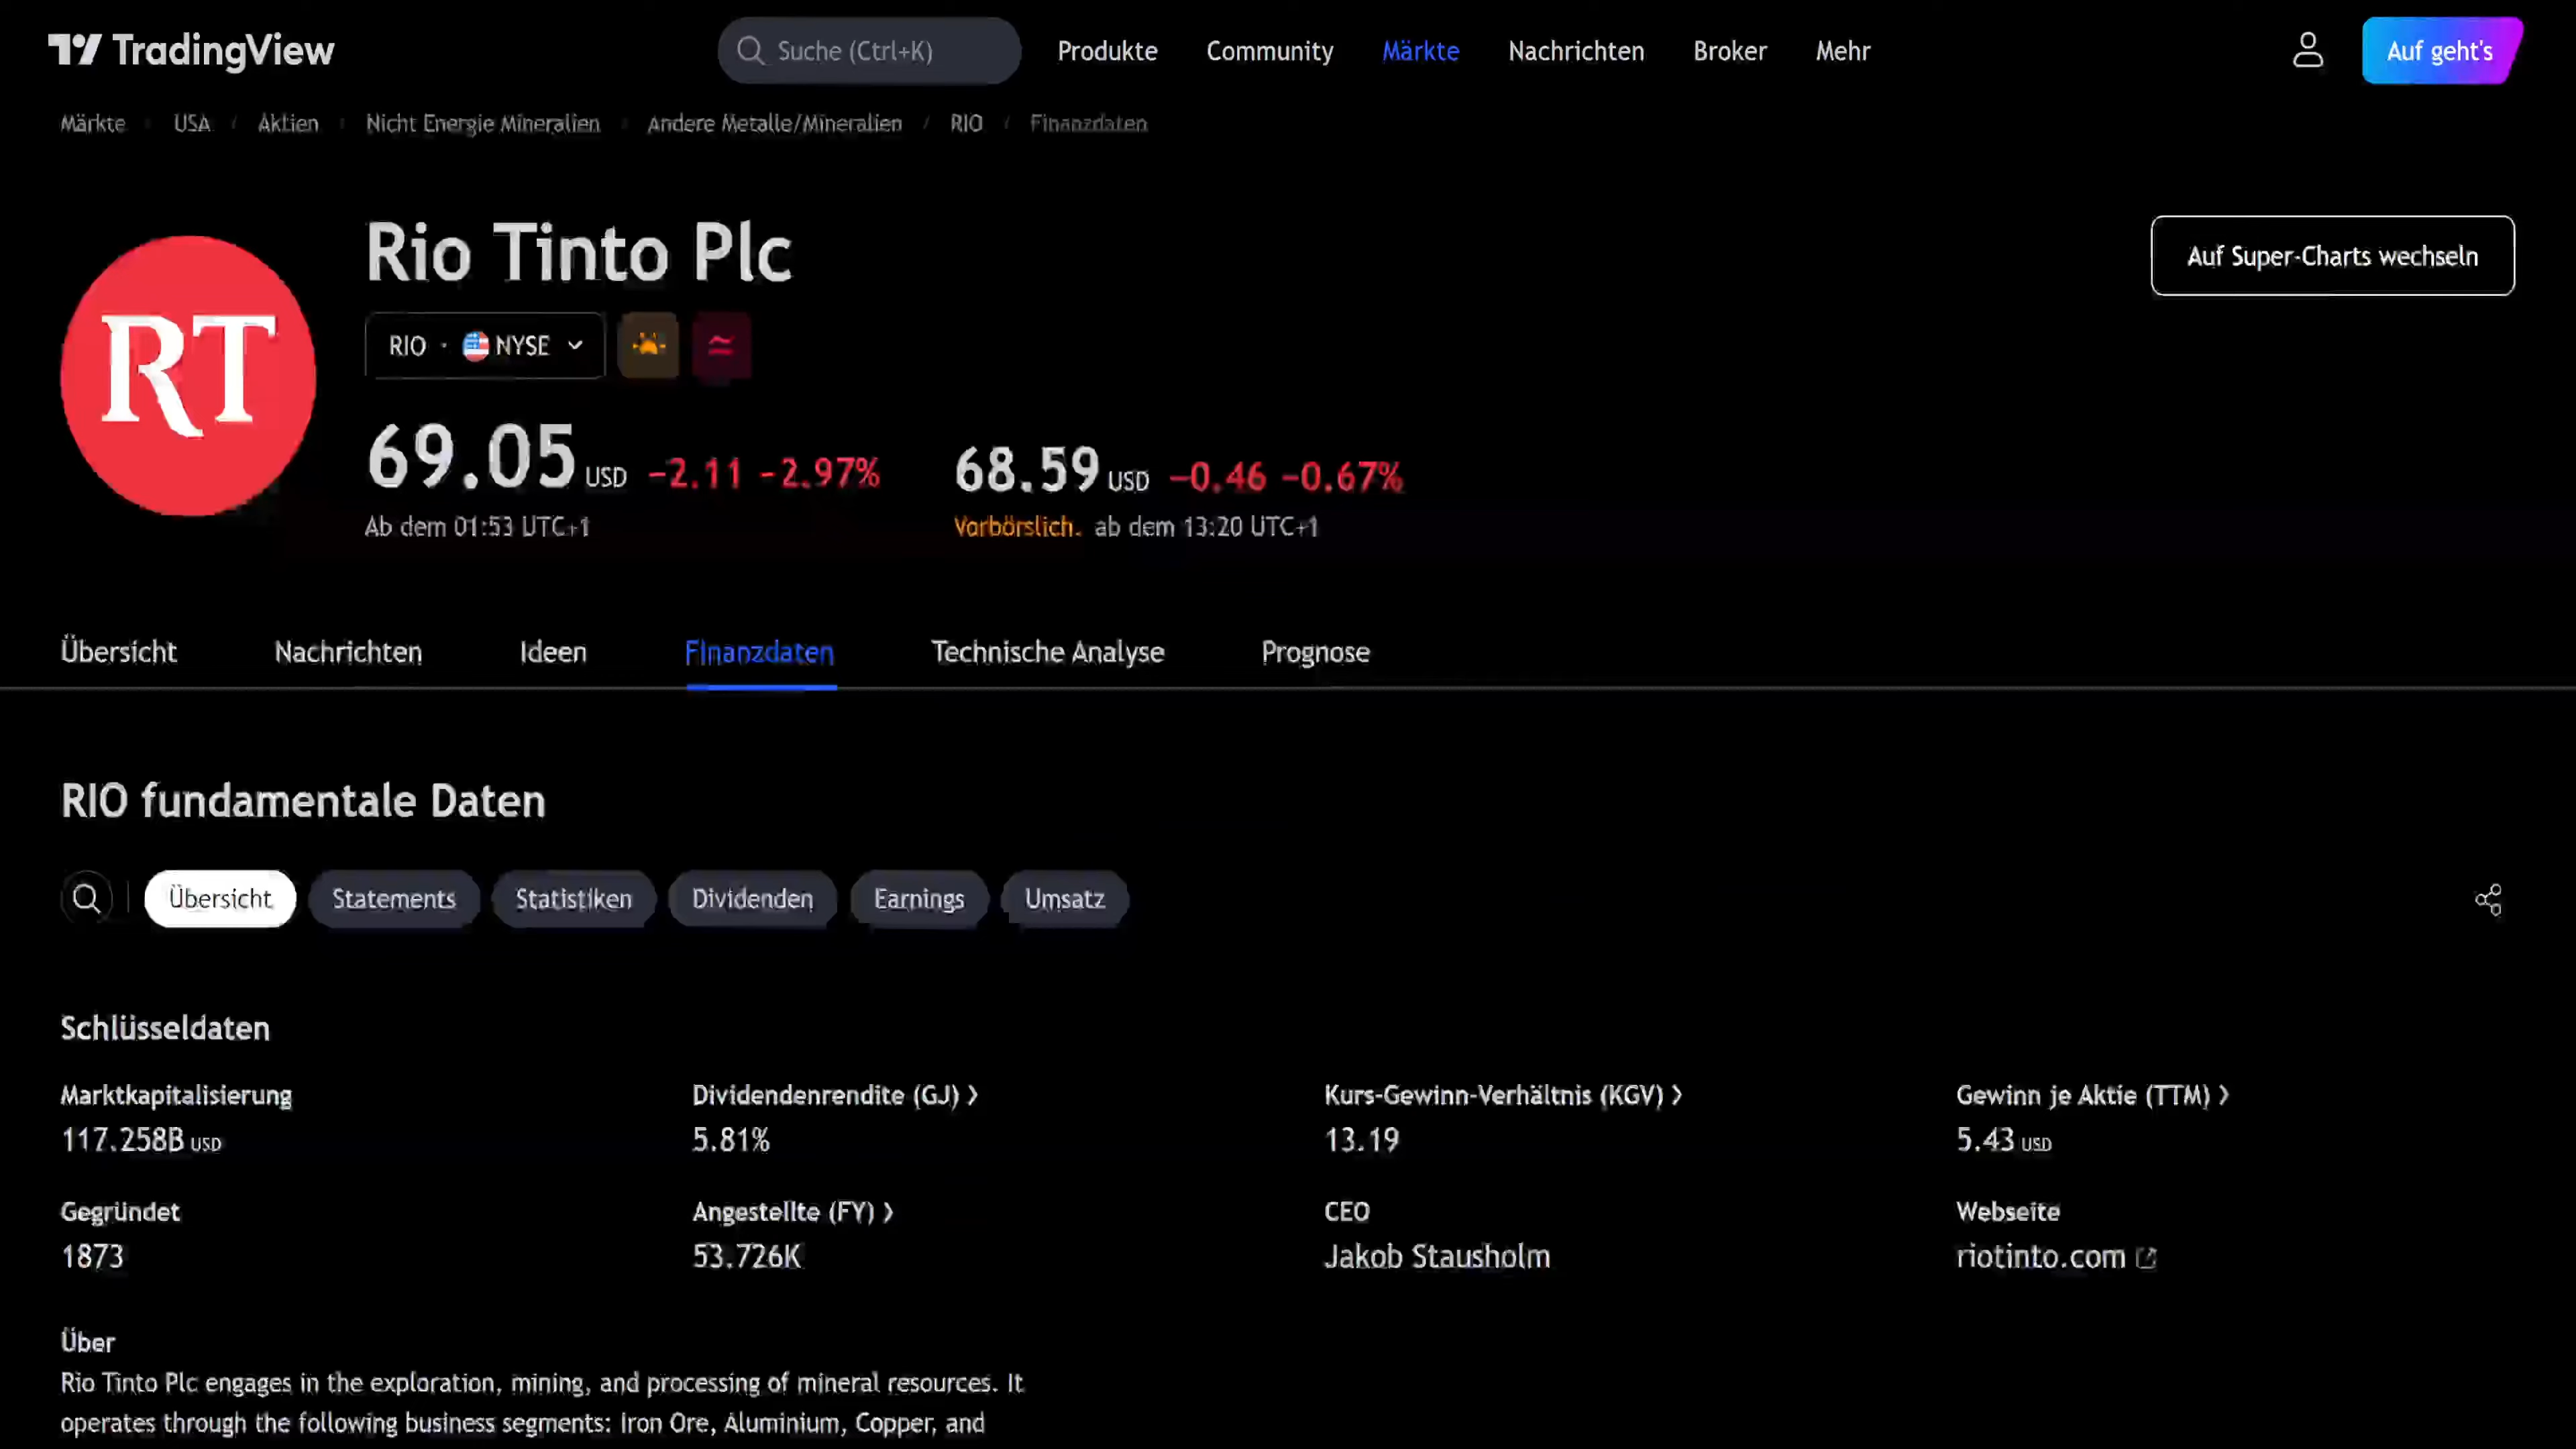 TradingView
Suche (Ctrl+K)
Produkte
Community
Märkte
Nachrichten
Broker
Mehr
Auf geht's
Märkte / USA / Aktien / Nicht Energie Mineralien / Andere Metalle/Mineralien / RIO / Finanzdaten
RT
Rio Tinto Plc
Auf Super-Charts wechseln
RIO · NYSE
69.05 USD −2.11 −2.97%
68.59 USD −0.46 −0.67%
Ab dem 01:53 UTC+1
Vorbörslich. ab dem 13:20 UTC+1
Übersicht
Nachrichten
Ideen
Finanzdaten
Technische Analyse
Prognose
RIO fundamentale Daten
Übersicht
Statements
Statistiken
Dividenden
Earnings
Umsatz
Schlüsseldaten
Marktkapitalisierung
117.258B USD
Dividendenrendite (GJ)
5.81%
Kurs-Gewinn-Verhältnis (KGV)
13.19
Gewinn je Aktie (TTM)
5.43 USD
Gegründet
1873
Angestellte (FY)
53.726K
CEO
Jakob Stausholm
Webseite
riotinto.com
Über
Rio Tinto Plc engages in the exploration, mining, and processing of mineral resources. It
operates through the following business segments: Iron Ore, Aluminium, Copper, and